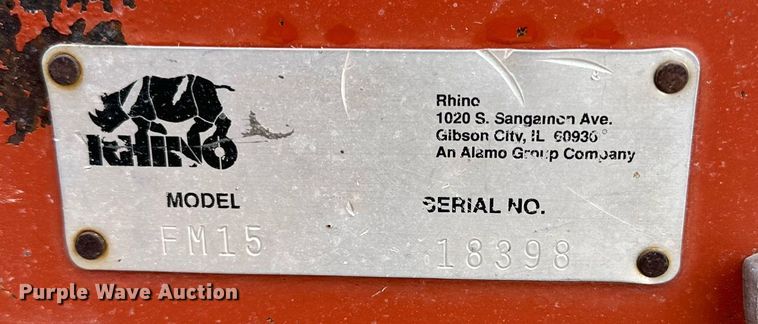 RHINO
Rhino
1020 S. Sangamon Ave.
Gibson City, IL 60936
An Alamo Group Company
MODEL
SERIAL NO.
FM15
18398
Purple Wave Auction